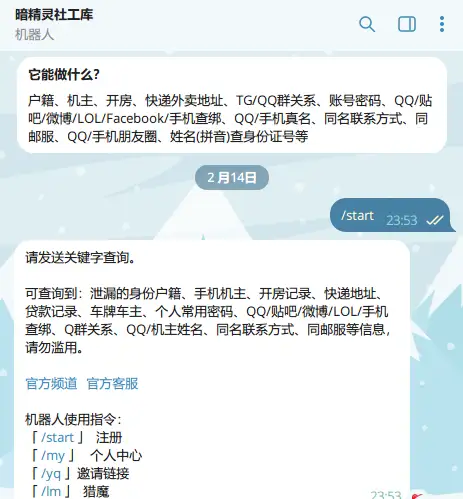 暗精灵社工库
机器人
它能做什么？
户籍、机主、开房、快递外卖地址、TG/QQ群关系、账号密码、QQ/贴
吧/微博/LOL/Facebook/手机查绑、QQ/手机真名、同名联系方式、同
邮服、QQ/手机朋友圈、姓名(拼音)查身份证号等
2 月14日
/start 23:53
请发送关键字查询。
可查询到：泄漏的身份户籍、手机机主、开房记录、快递地址、
贷款记录、车牌车主、个人常用密码、QQ/贴吧/微博/LOL/手机
查绑、Q群关系、QQ/机主姓名、同名联系方式、同邮服等信息，
请勿滥用。
官方频道 官方客服
机器人使用指令：
「 /start 」 注册
「 /my 」 个人中心
「 /yq 」邀请链接
「 /lm 」 猎魔
23:53